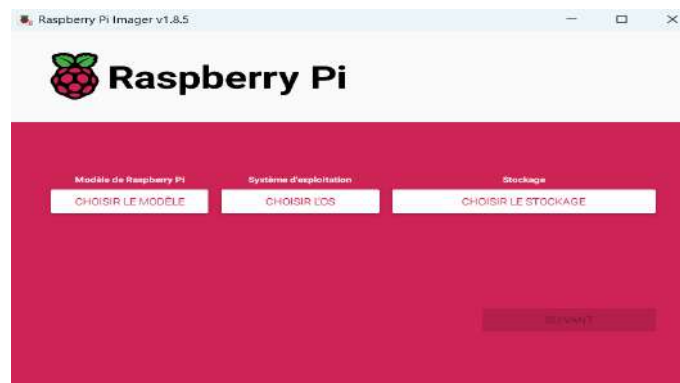 Raspberry Pi Imager v1.8.5
Raspberry Pi
Modèle de Raspberry Pi
Système d'exploitation
Stockage
CHOISIR LE MODÈLE
CHOISIR L'OS
CHOISIR LE STOCKAGE
SUIVANT